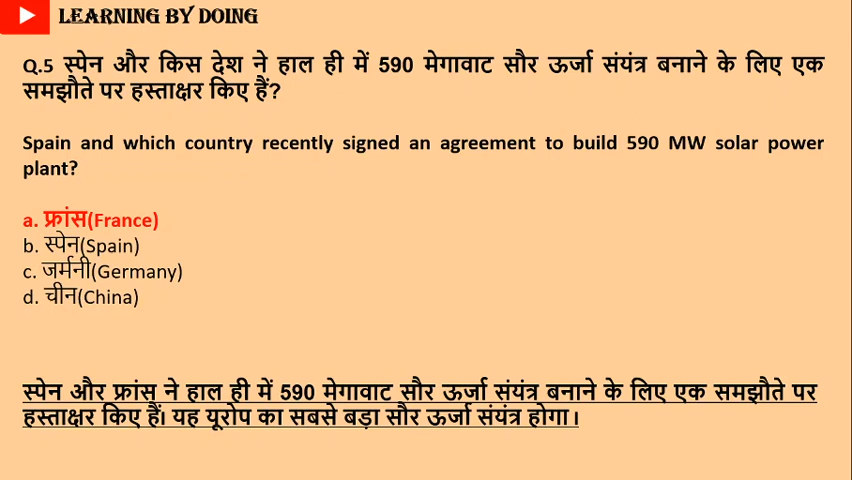 LEARNING BY DOING
Q.5 स्पेन और किस देश ने हाल ही में 590 मेगावाट सौर ऊर्जा संयंत्र बनाने के लिए एक
समझौते पर हस्ताक्षर किए हैं?
Spain and which country recently signed an agreement to build 590 MW solar power
plant?
a. फ्रांस(France)
b. स्पेन(Spain)
c. जर्मनी(Germany)
d. चीन(China)
स्पेन और फ्रांस ने हाल ही में 590 मेगावाट सौर ऊर्जा संयंत्र बनाने के लिए एक समझौते पर
हस्ताक्षर किए हैं। यह यूरोप का सबसे बड़ा सौर ऊर्जा संयंत्र होगा।